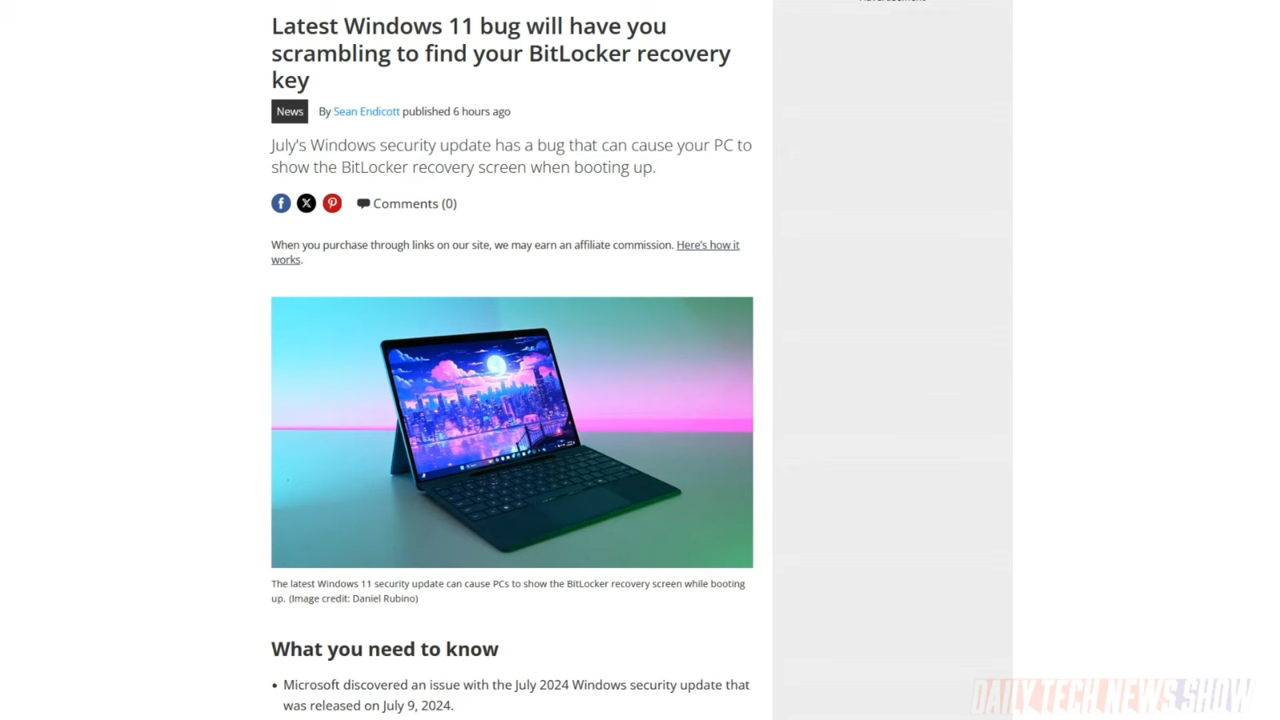 Latest Windows 11 bug will have you
scrambling to find your BitLocker recovery
key
News By Sean Endicott published 6 hours ago
July's Windows security update has a bug that can cause your PC to
show the BitLocker recovery screen when booting up.
Comments (0)
When you purchase through links on our site, we may earn an affiliate commission. Here's how it
works.
The latest Windows 11 security update can cause PCs to show the BitLocker recovery screen while booting
up. (Image credit: Daniel Rubino)
What you need to know
• Microsoft discovered an issue with the July 2024 Windows security update that
was released on July 9, 2024.
DAILY TECH NEWS SHOW